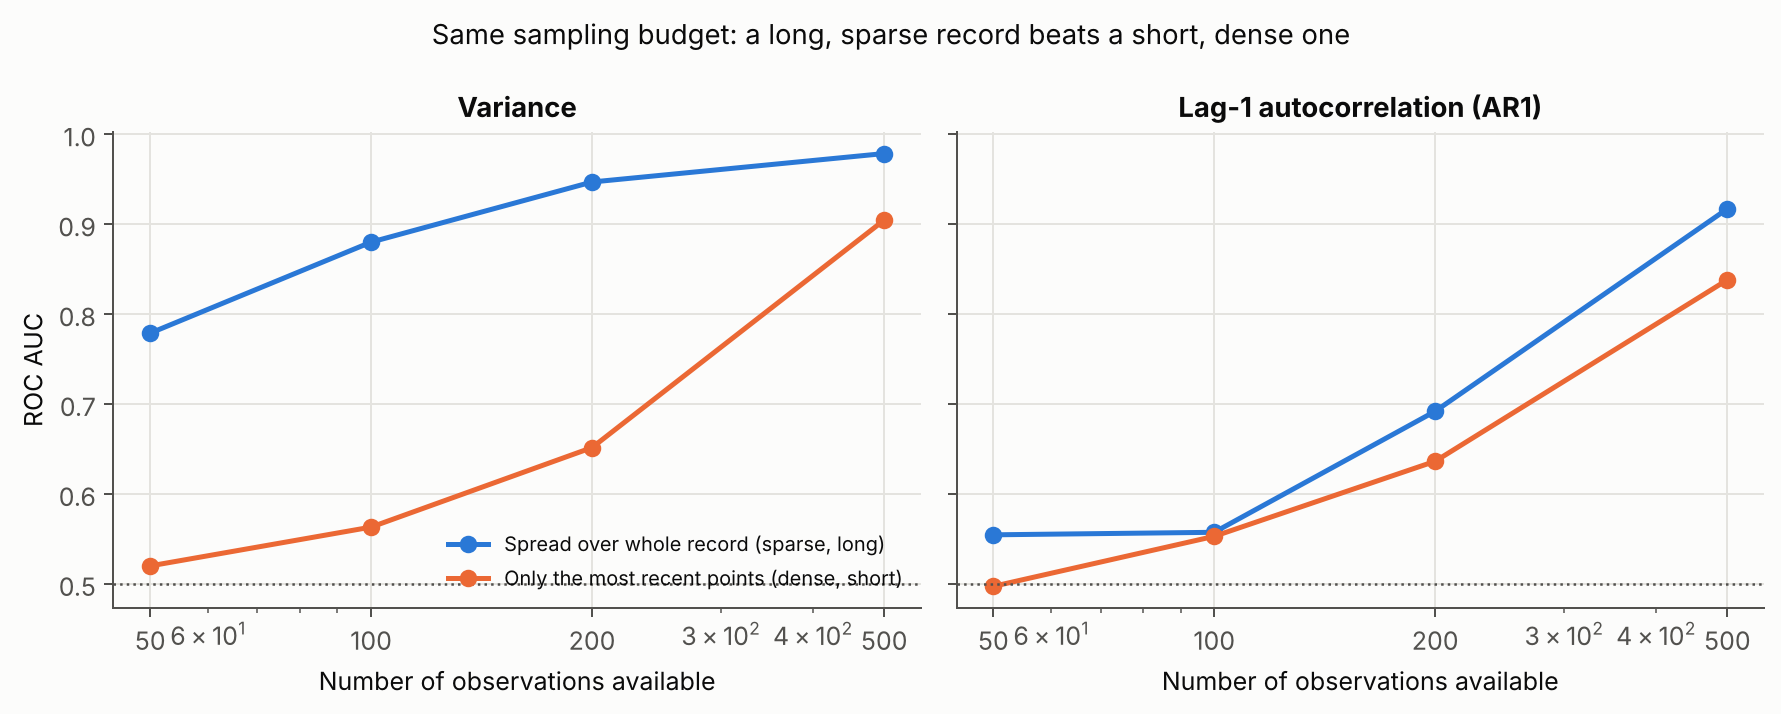 Same sampling budget: a long, sparse record beats a short, dense one
Variance
ROC AUC
1.0
0.9
0.8
0.7
0.6
0.5
Spread over whole record (sparse, long)
Only the most recent points (dense, short)
50 6 × 10¹ 100 200 3 × 10² 4 × 10² 500
Number of observations available
Lag-1 autocorrelation (AR1)
50 6 × 10¹ 100 200 3 × 10² 4 × 10² 500
Number of observations available